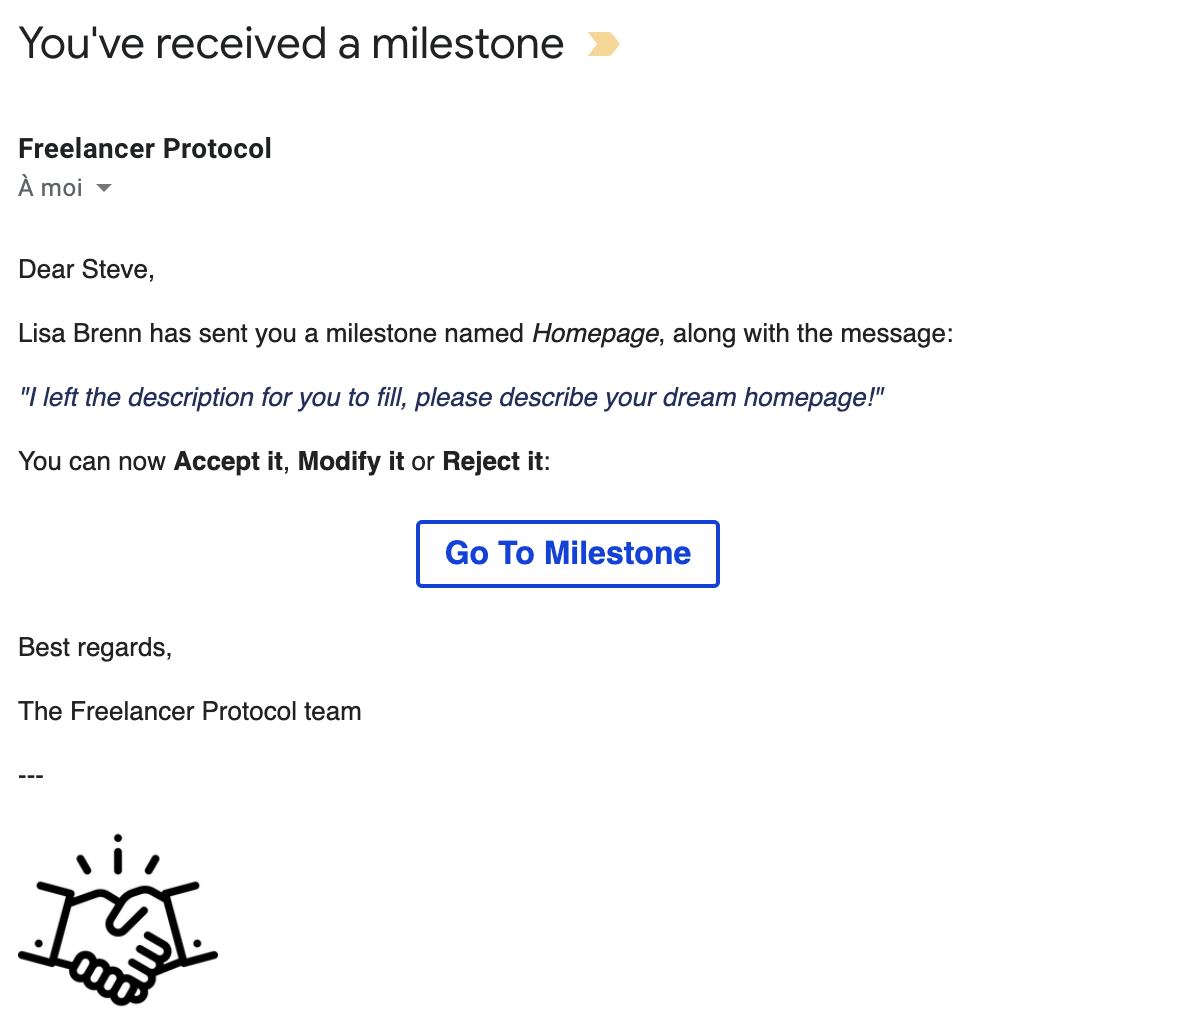 You've received a milestone
Freelancer Protocol
À moi
Dear Steve,
Lisa Brenn has sent you a milestone named Homepage, along with the message:
"I left the description for you to fill, please describe your dream homepage!"
You can now Accept it, Modify it or Reject it:
Go To Milestone
Best regards,
The Freelancer Protocol team
---